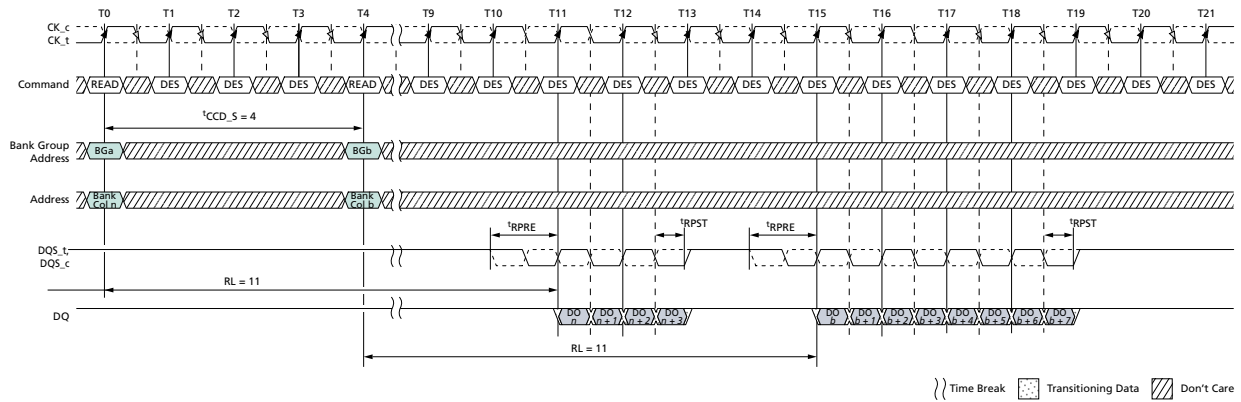 T0 T1 T2 T3 T4 T9 T10 T11 T12 T13 T14 T15 T16 T17 T18 T19 T20 T21
CK_c
CK_t
Command READ DES DES DES READ DES DES DES DES DES DES DES DES DES DES DES DES DES
tCCD_S = 4
Bank Group
Address
BGa BGb
Address
Bank
Col n
Bank
Col b
tRPRE tRPST tRPRE tRPST
DQS_t,
DQS_c
RL = 11
DQ
DO
n
DO
n + 1
DO
n + 2
DO
n + 3
DO
b
DO
b + 1
DO
b + 2
DO
b + 3
DO
b + 4
DO
b + 5
DO
b + 6
DO
b + 7
RL = 11
Time Break Transitioning Data Don't Care